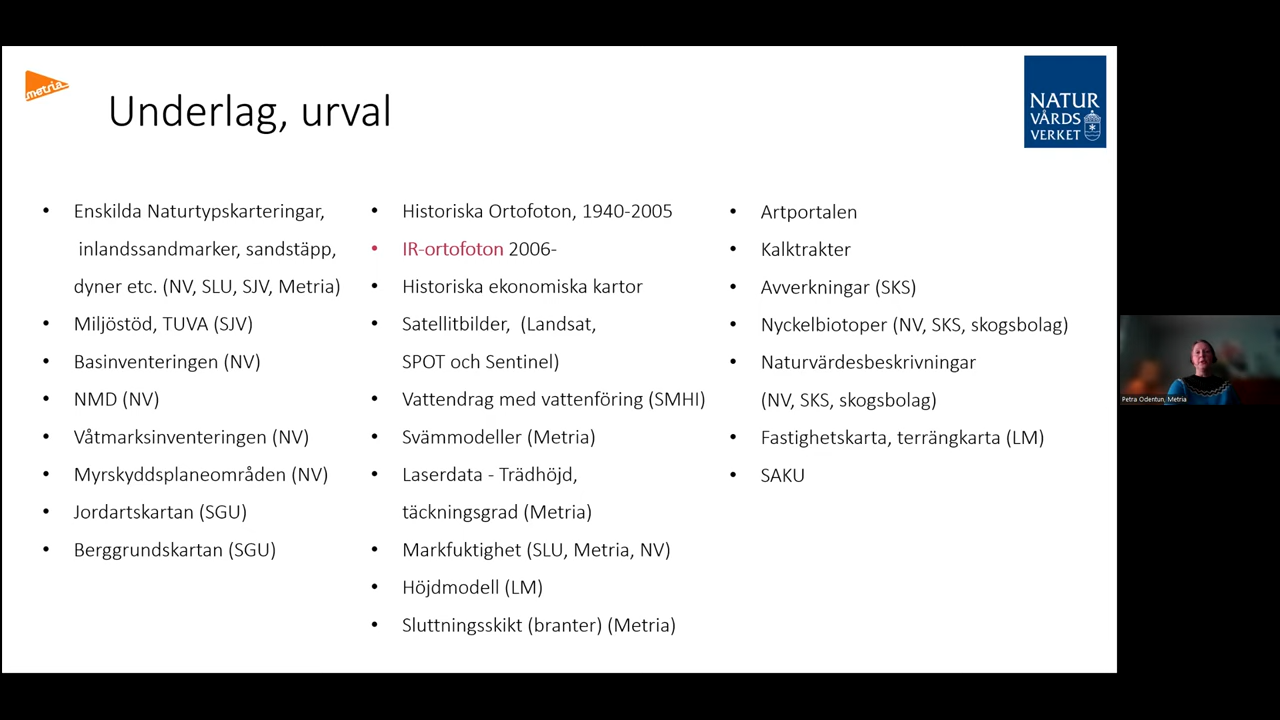 metria
Underlag, urval
NATUR
VÅRDS
VERKET
• Enskilda Naturtypskarteringar,
inlandssandmarker, sandstäpp,
dyner etc. (NV, SLU, SJV, Metria)
• Miljöstöd, TUVA (SJV)
• Basinventeringen (NV)
• NMD (NV)
• Våtmarksinventeringen (NV)
• Myrskyddsplaneområden (NV)
• Jordartskartan (SGU)
• Berggrundskartan (SGU)
• Historiska Ortofoton, 1940-2005
• IR-ortofoton 2006-
• Historiska ekonomiska kartor
• Satellitbilder, (Landsat,
SPOT och Sentinel)
• Vattendrag med vattenföring (SMHI)
• Svämmodeller (Metria)
• Laserdata - Trädhöjd,
täckningsgrad (Metria)
• Markfuktighet (SLU, Metria, NV)
• Höjdmodell (LM)
• Sluttningsskikt (branter) (Metria)
• Artportalen
• Kalktrakter
• Avverkningar (SKS)
• Nyckelbiotoper (NV, SKS, skogsbolag)
• Naturvärdesbeskrivningar
(NV, SKS, skogsbolag)
• Fastighetskarta, terrängkarta (LM)
• SAKU
Petra Odentun, Metria